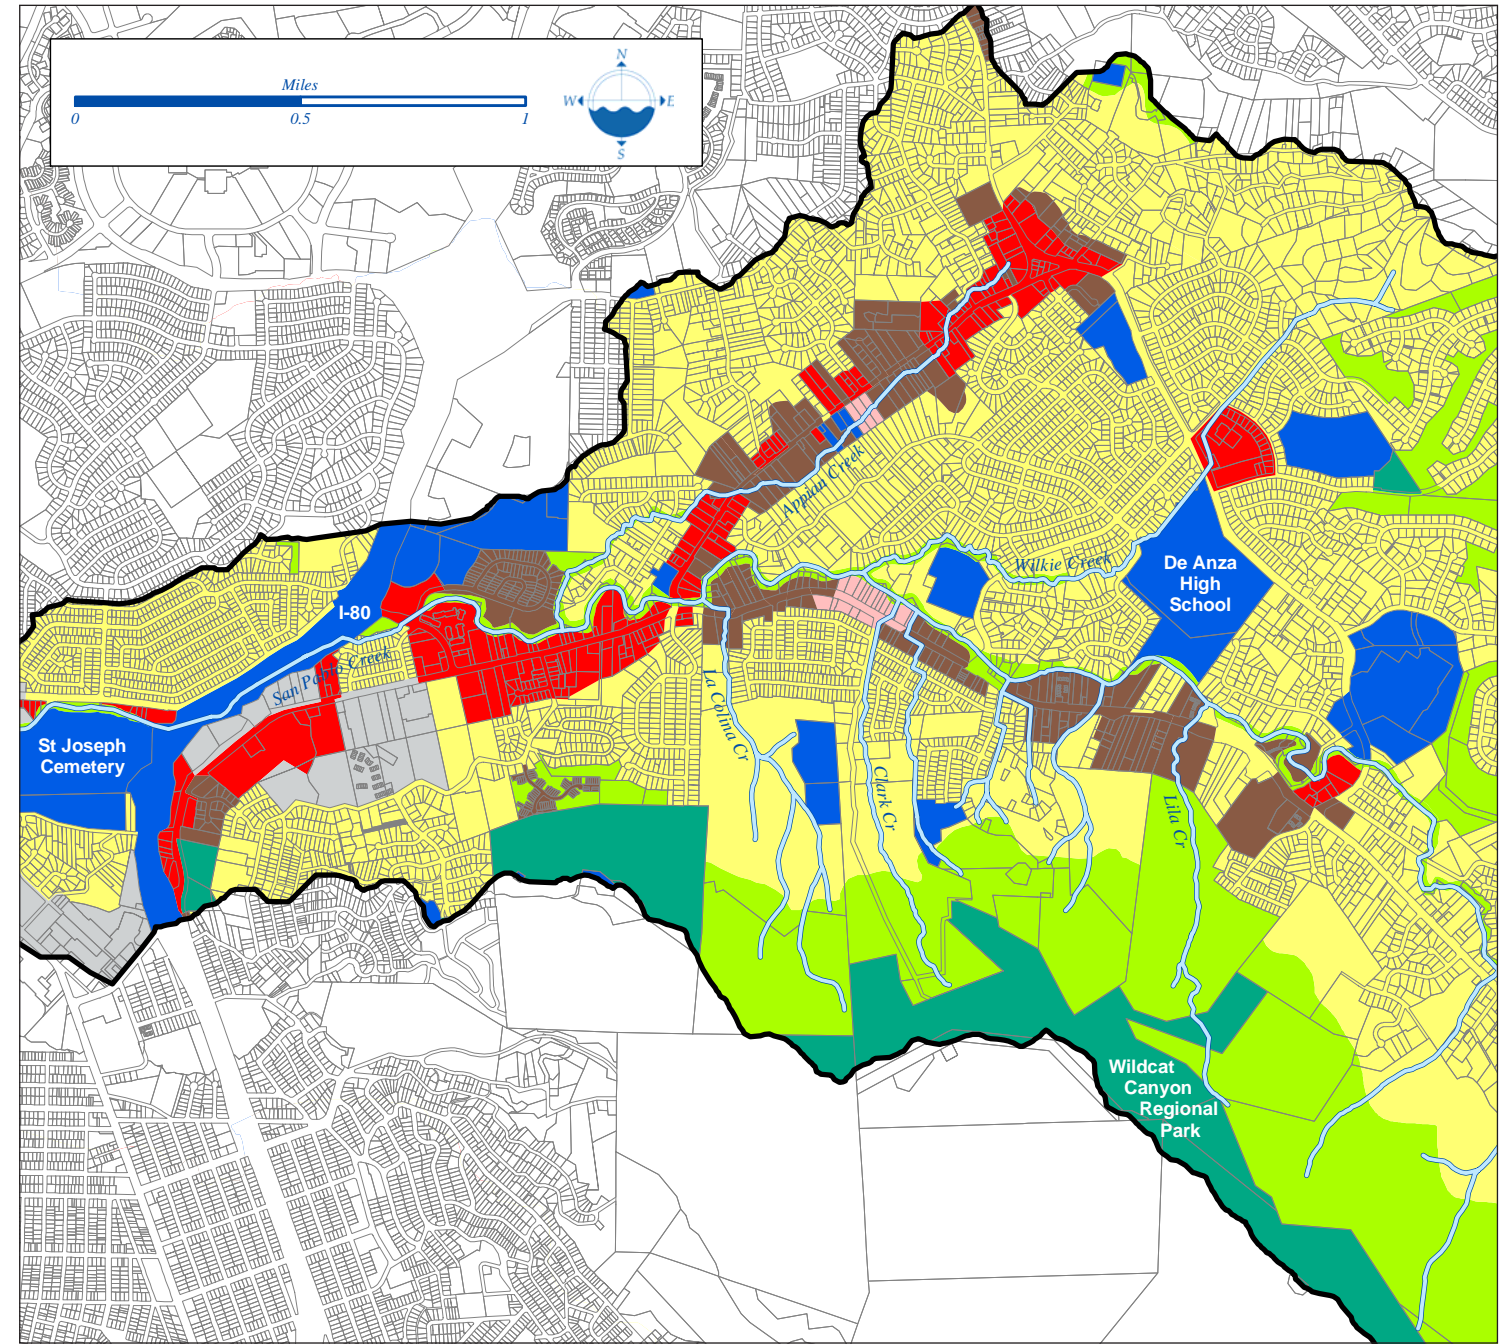 N
Miles
W
E
0
0.5
1
S
Appian Creek
De Anza
High
School
Wilkie Creek
I-80
San Pablo Creek
La Colina Cr
St Joseph
Cemetery
Clark Cr
Lila Cr
Wildcat
Canyon
Regional
Park